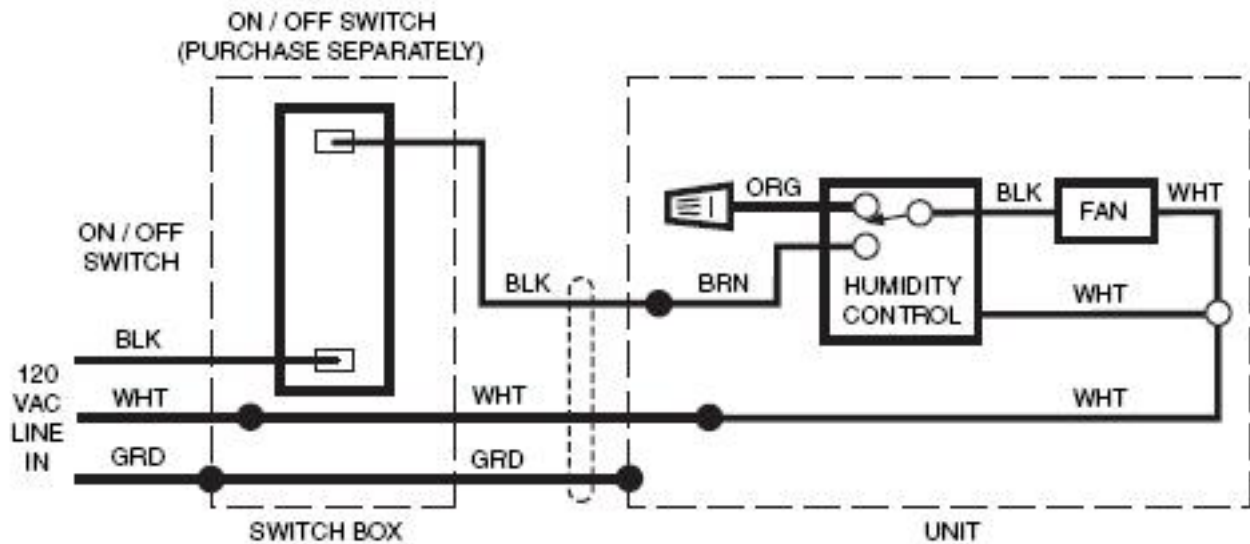 ON / OFF SWITCH
(PURCHASE SEPARATELY)
ON / OFF
SWITCH
BLK
120
VAC
LINE
IN
WHT
GRD
BLK
WHT
GRD
SWITCH BOX
ORG
BRN
HUMIDITY
CONTROL
BLK
FAN
WHT
WHT
WHT
UNIT